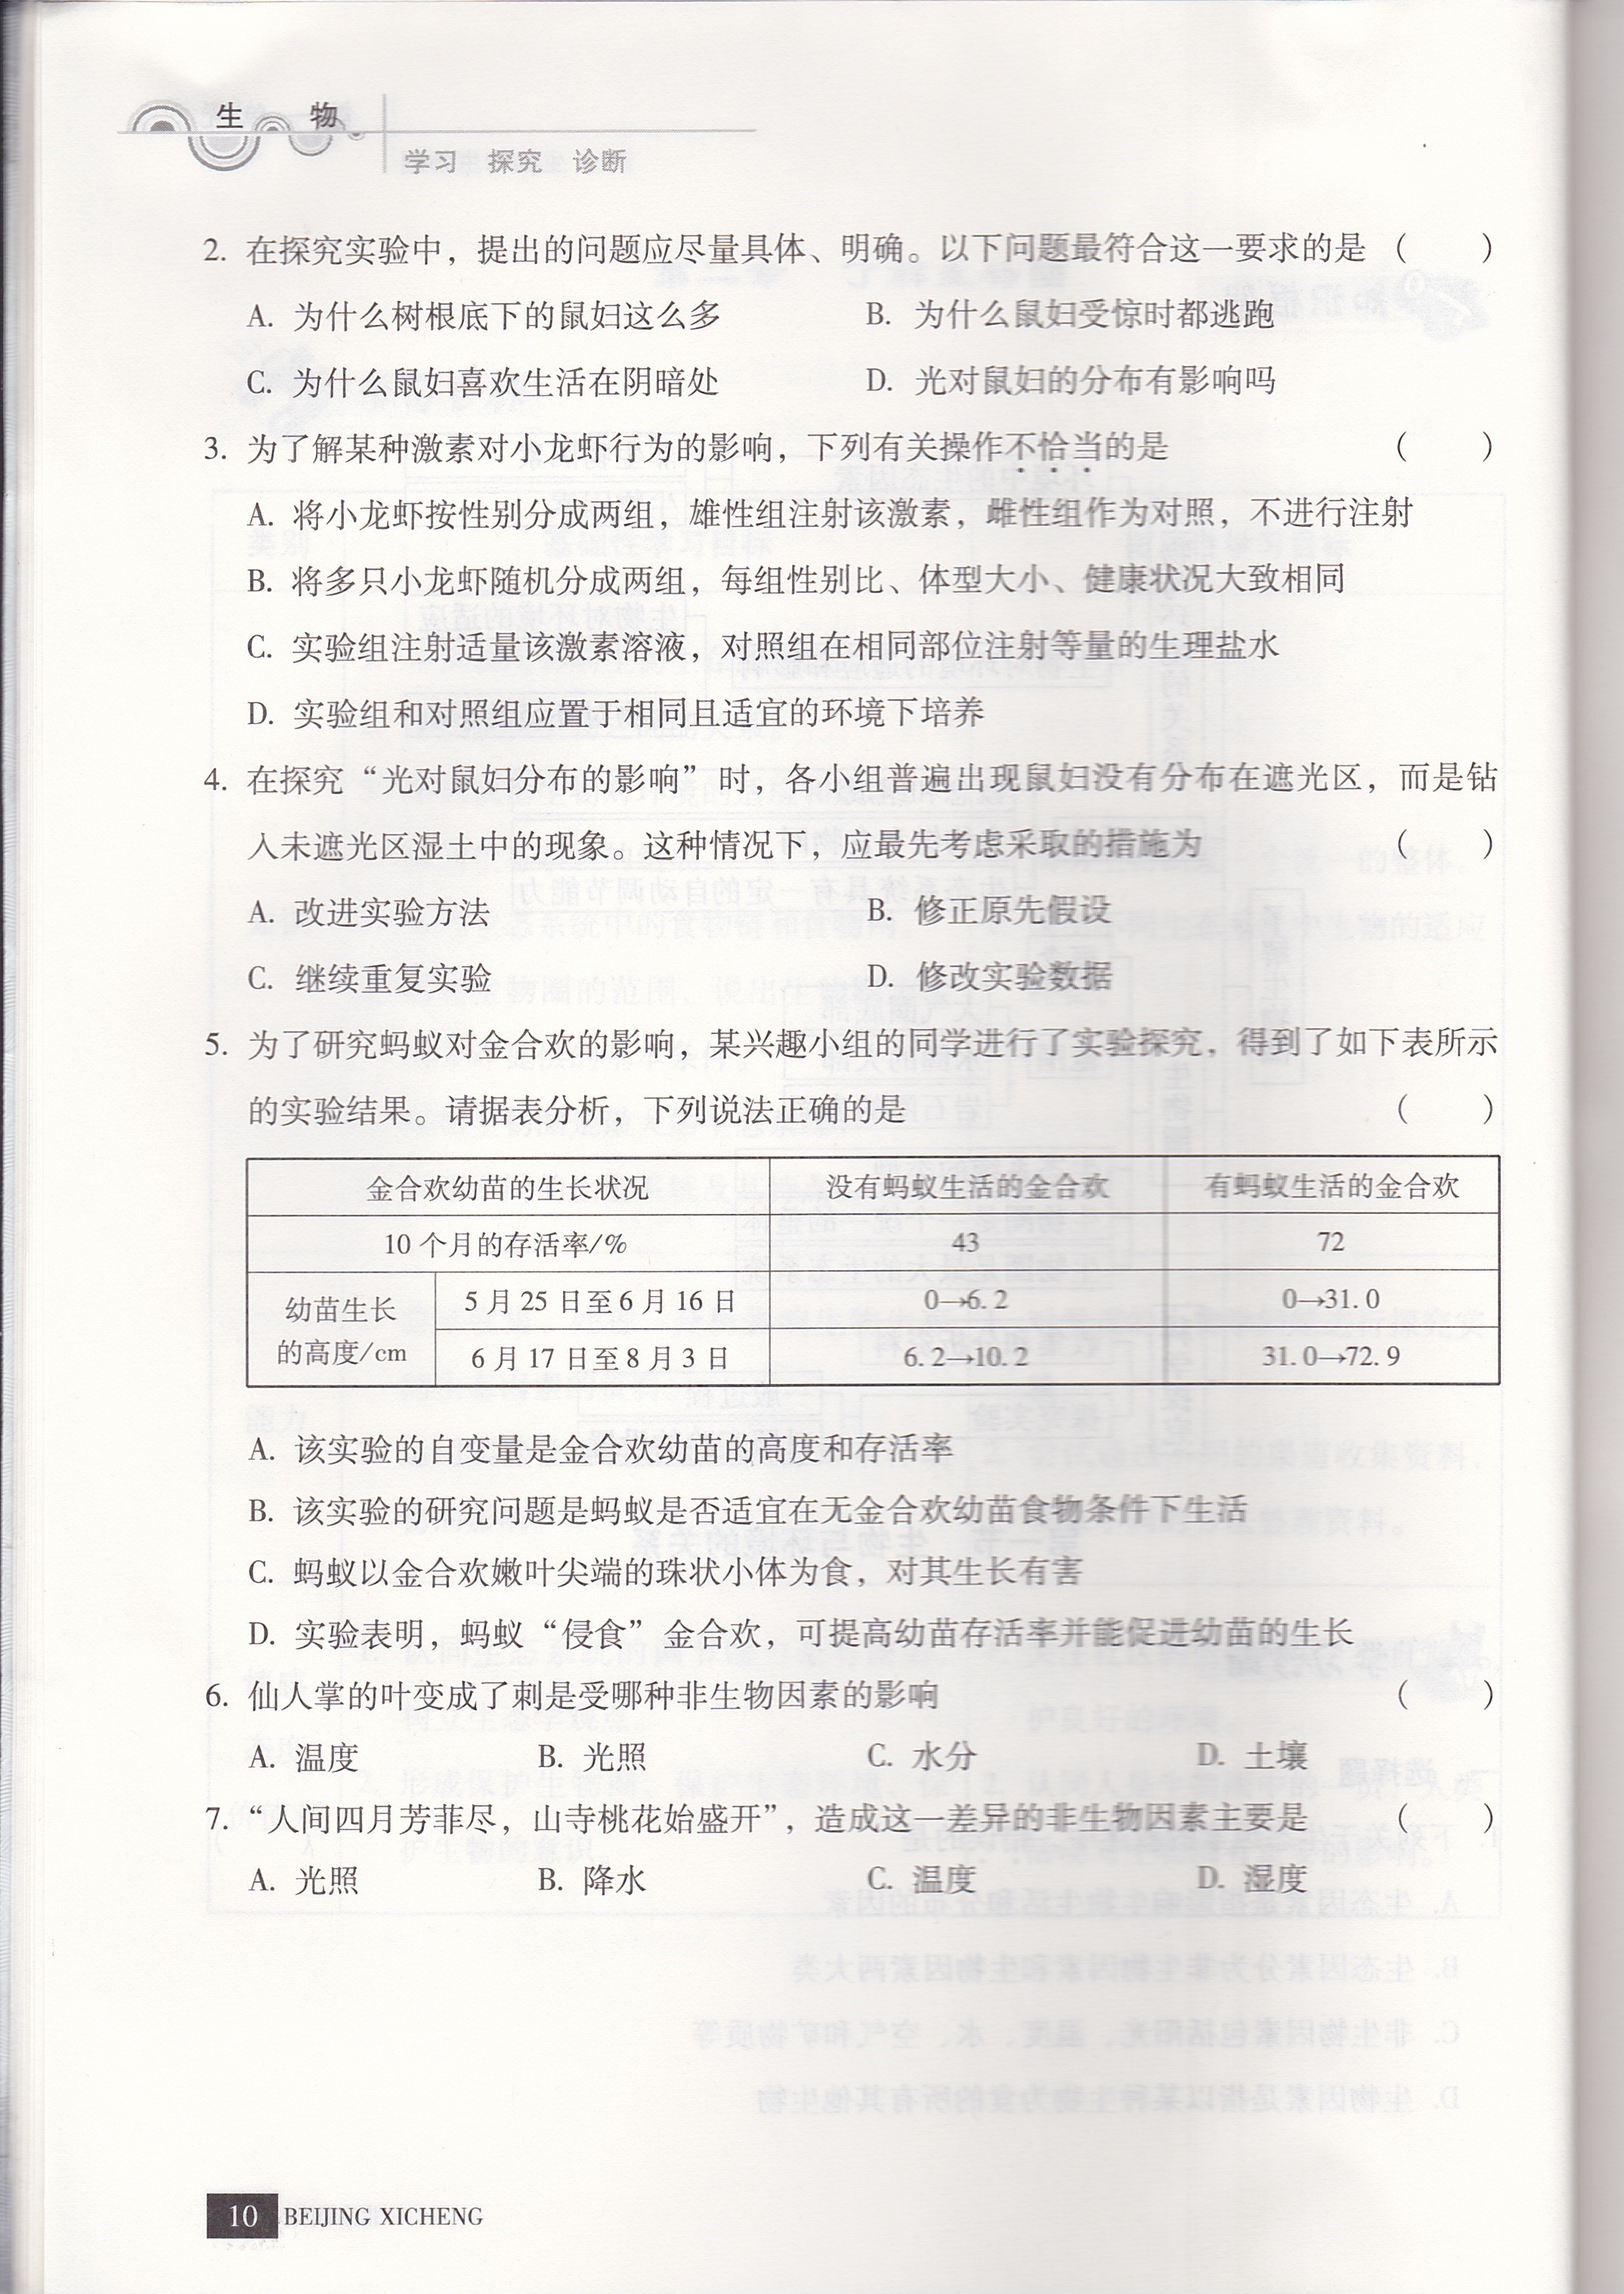 生 物
学习 探究 诊断
2. 在探究实验中，提出的问题应尽量具体、明确。以下问题最符合这一要求的是 （ ）
A. 为什么树根底下的鼠妇这么多 B. 为什么鼠妇受惊时都逃跑
C. 为什么鼠妇喜欢生活在阴暗处 D. 光对鼠妇的分布有影响吗
3. 为了解某种激素对小龙虾行为的影响，下列有关操作不恰当的是 （ ）
A. 将小龙虾按性别分成两组，雄性组注射该激素，雌性组作为对照，不进行注射
B. 将多只小龙虾随机分成两组，每组性别比、体型大小、健康状况大致相同
C. 实验组注射适量该激素溶液，对照组在相同部位注射等量的生理盐水
D. 实验组和对照组应置于相同且适宜的环境下培养
4. 在探究“光对鼠妇分布的影响”时，各小组普遍出现鼠妇没有分布在遮光区，而是钻
入未遮光区湿土中的现象。这种情况下，应最先考虑采取的措施为 （ ）
A. 改进实验方法 B. 修正原先假设
C. 继续重复实验 D. 修改实验数据
5. 为了研究蚂蚁对金合欢的影响，某兴趣小组的同学进行了实验探究，得到了如下表所示
的实验结果。请据表分析，下列说法正确的是 （ ）
金合欢幼苗的生长状况 没有蚂蚁生活的金合欢 有蚂蚁生活的金合欢
10 个月的存活率/% 43 72
幼苗生长
的高度/cm
5 月 25 日至 6 月 16 日 0→6.2 0→31.0
6 月 17 日至 8 月 3 日 6.2→10.2 31.0→72.9
A. 该实验的自变量是金合欢幼苗的高度和存活率
B. 该实验的研究问题是蚂蚁是否适宜在无金合欢幼苗食物条件下生活
C. 蚂蚁以金合欢嫩叶尖端的珠状小体为食，对其生长有害
D. 实验表明，蚂蚁“侵食”金合欢，可提高幼苗存活率并能促进幼苗的生长
6. 仙人掌的叶变成了刺是受哪种非生物因素的影响 （ ）
A. 温度 B. 光照 C. 水分 D. 土壤
7. “人间四月芳菲尽，山寺桃花始盛开”，造成这一差异的非生物因素主要是 （ ）
A. 光照 B. 降水 C. 温度 D. 湿度
10 BEIJING XICHENG